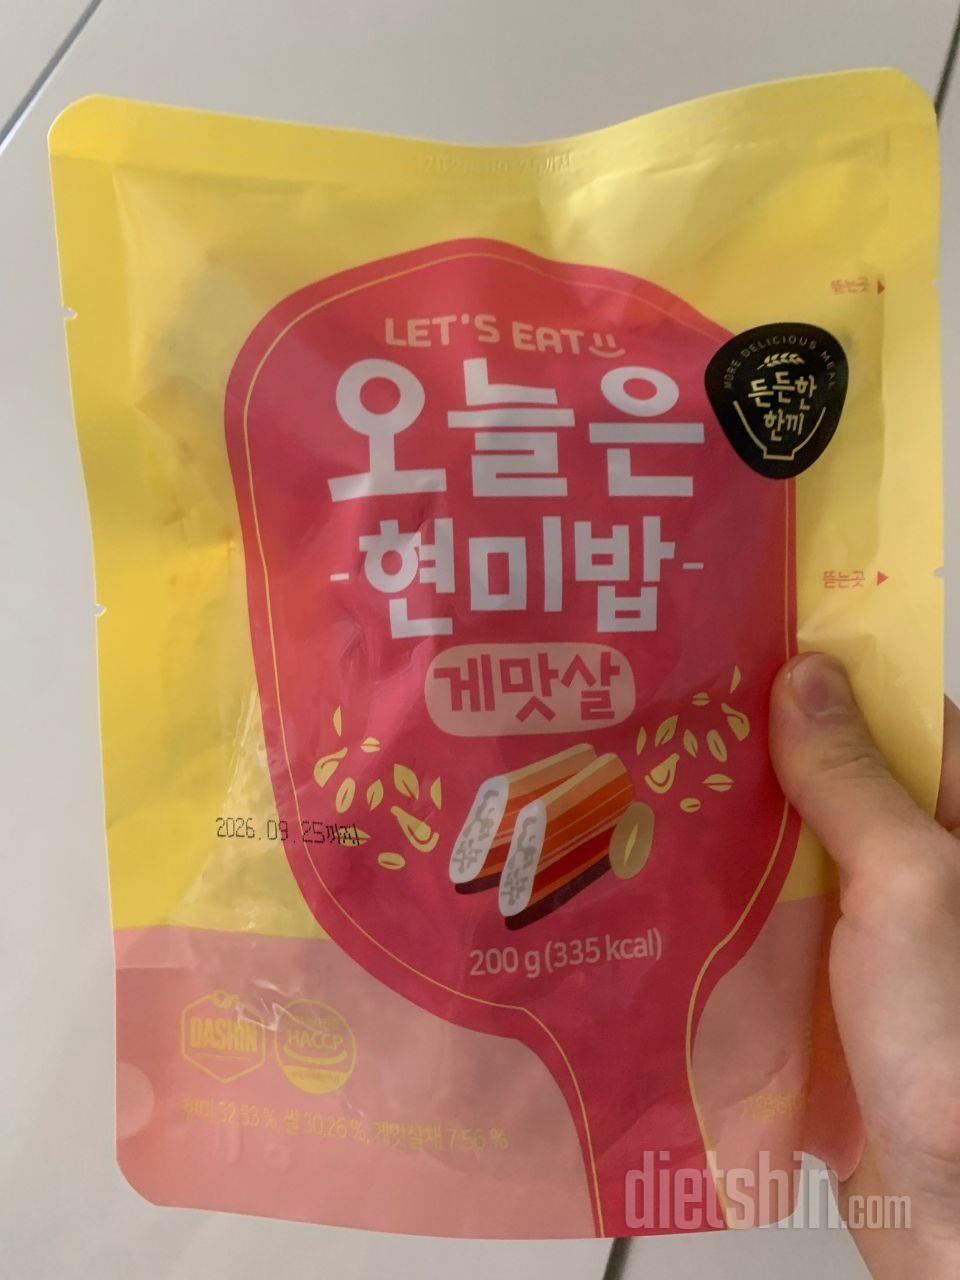 뜯는곳
LET'S EAT
MORE DELICIOUS MEAL
든든한
한끼
오늘은
-현미밥-
뜯는곳
게맛살
2026.09.25까지
200 g (335 kcal)
DASHIN
HACCP
현미 32.53 %, 쌀 30.26 %, 게맛살채 7.56 %
dietshin.com